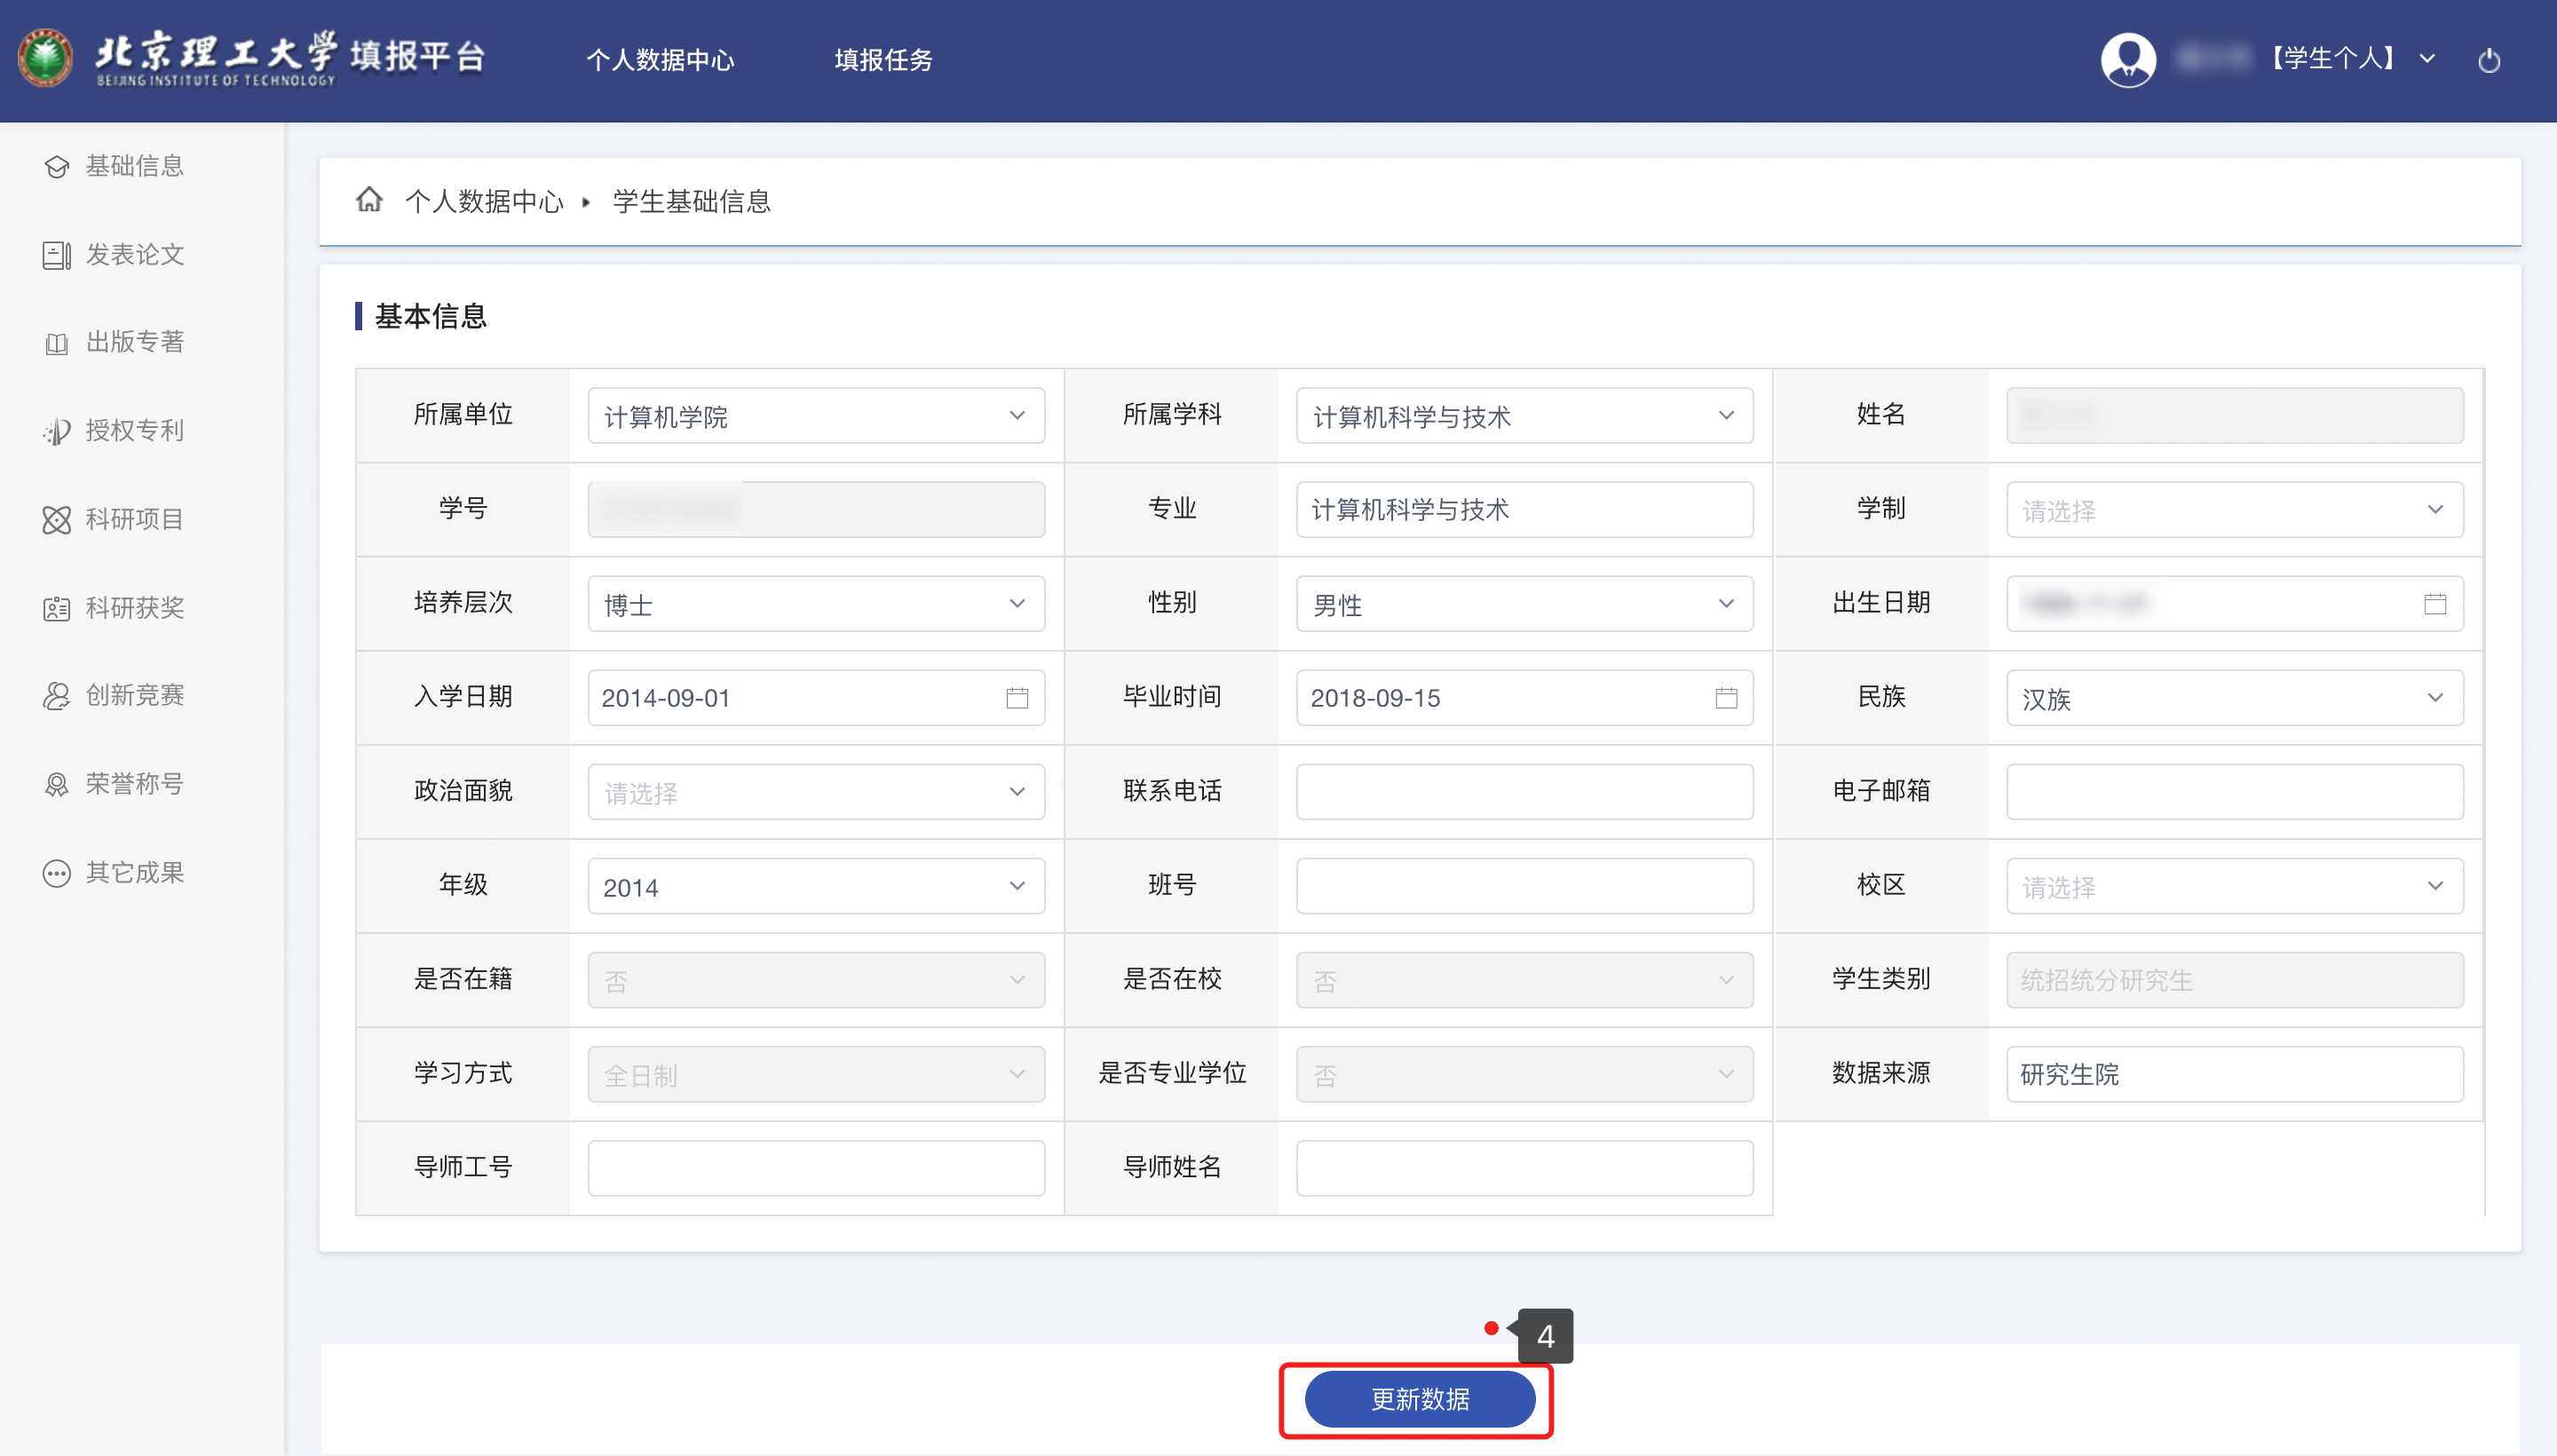 北京理工大学 填报平台 个人数据中心 填报任务 【学生个人】
BEIJING INSTITUTE OF TECHNOLOGY
基础信息
发表论文
出版专著
授权专利
科研项目
科研获奖
创新竞赛
荣誉称号
其它成果
个人数据中心 学生基础信息
基本信息
所属单位 计算机学院 所属学科 计算机科学与技术 姓名
学号 专业 计算机科学与技术 学制 请选择
培养层次 博士 性别 男性 出生日期
入学日期 2014-09-01 毕业时间 2018-09-15 民族 汉族
政治面貌 请选择 联系电话 电子邮箱
年级 2014 班号 校区 请选择
是否在籍 否 是否在校 否 学生类别 统招统分研究生
学习方式 全日制 是否专业学位 否 数据来源 研究生院
导师工号 导师姓名
4
更新数据